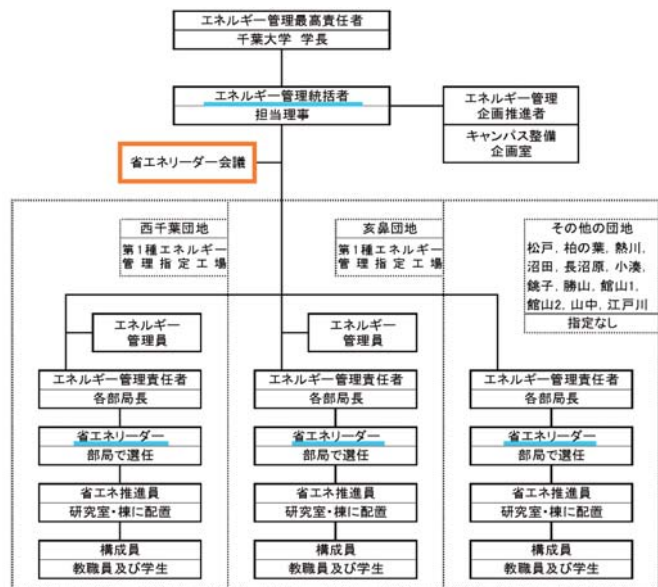 エネルギー管理最高責任者
千葉大学 学長
エネルギー管理統括者
担当理事
エネルギー管理
企画推進者
キャンパス整備
企画室
省エネリーダー会議
西千葉団地
第1種エネルギー
管理指定工場
亥鼻団地
第1種エネルギー
管理指定工場
その他の団地
松戸, 柏の葉, 熱川,
沼田, 長沼原, 小湊,
銚子, 勝山, 館山1,
館山2, 山中, 江戸川
指定なし
エネルギー
管理員
エネルギー
管理員
エネルギー管理責任者
各部局長
エネルギー管理責任者
各部局長
エネルギー管理責任者
各部局長
省エネリーダー
部局で選任
省エネリーダー
部局で選任
省エネリーダー
部局で選任
省エネ推進員
研究室・棟に配置
省エネ推進員
研究室・棟に配置
省エネ推進員
研究室・棟に配置
構成員
教職員及び学生
構成員
教職員及び学生
構成員
教職員及び学生